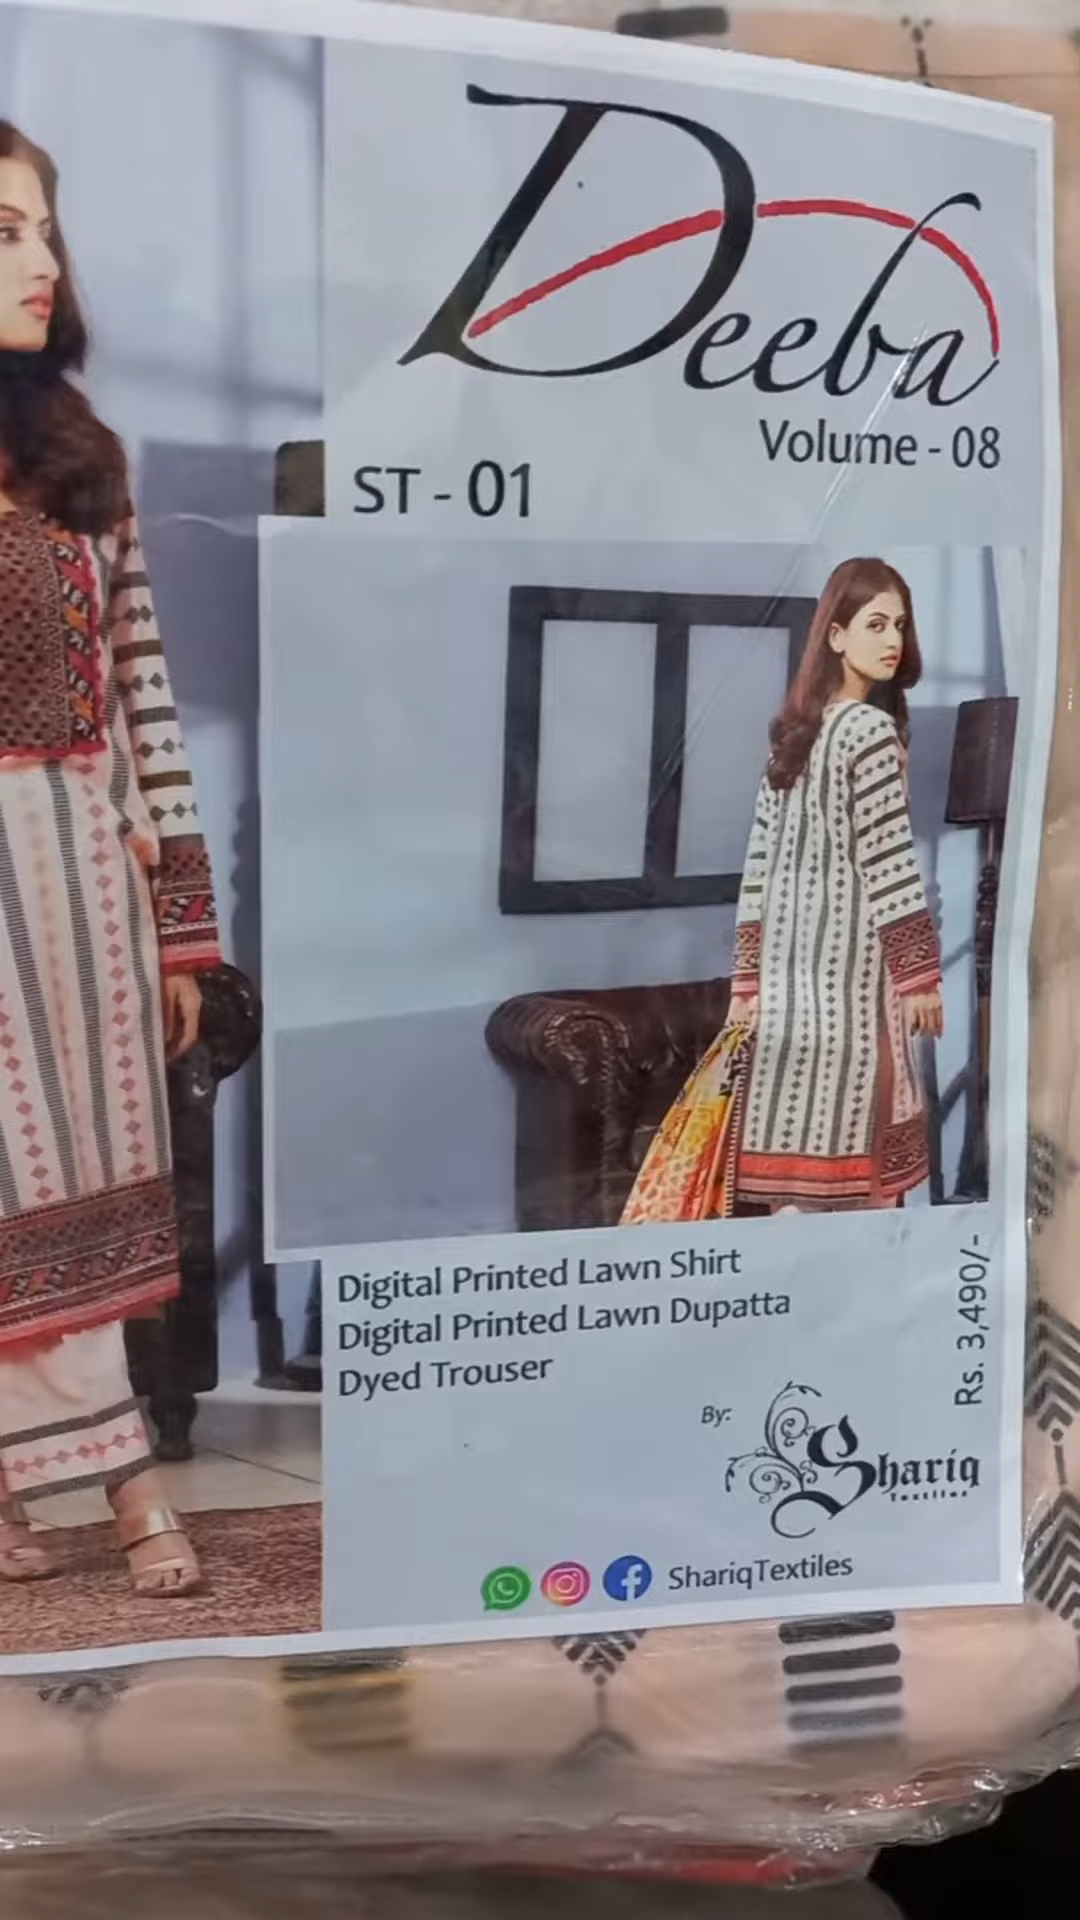 Deeba
Volume - 08
ST - 01
Digital Printed Lawn Shirt
Digital Printed Lawn Dupatta
Dyed Trouser
Rs. 3,490/-
By:
Shariq
Textiles
ShariqTextiles